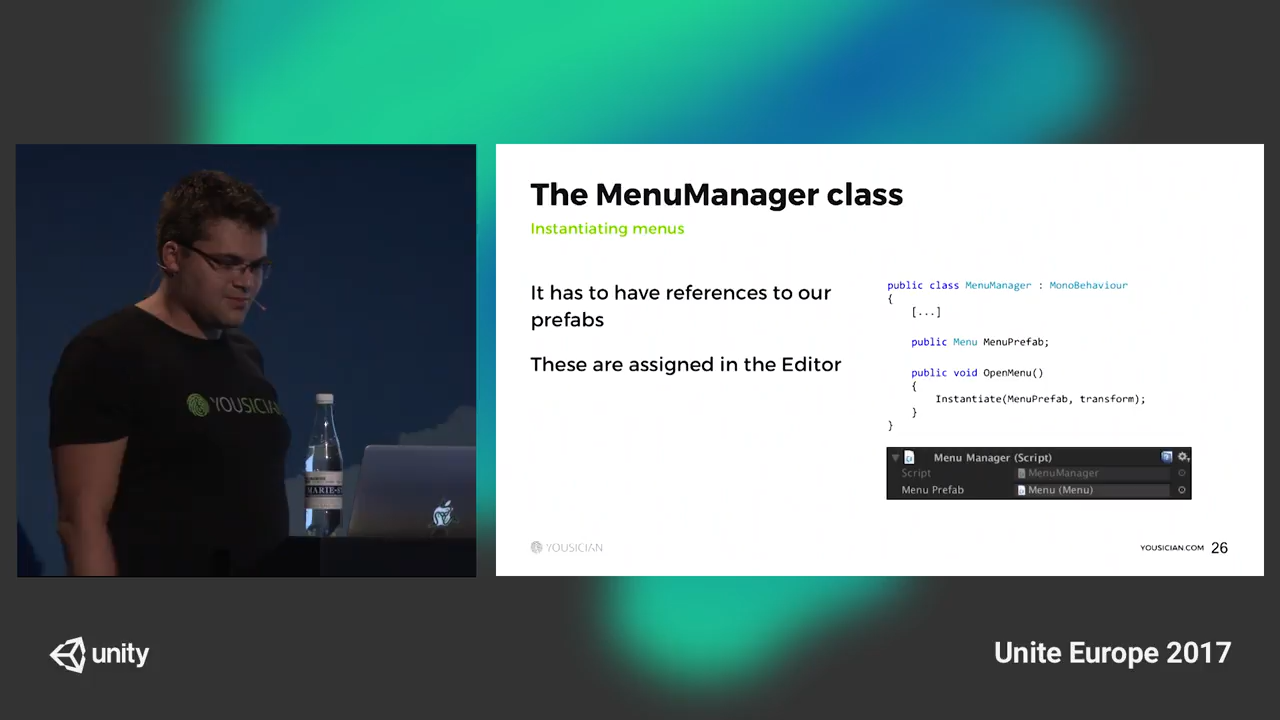 The MenuManager class
Instantiating menus
It has to have references to our
prefabs
These are assigned in the Editor
public class MenuManager : MonoBehaviour
{
[...]
public Menu MenuPrefab;
public void OpenMenu()
{
Instantiate(MenuPrefab, transform);
}
}
Menu Manager (Script)
Script MenuManager
Menu Prefab Menu (Menu)
YOUSICIAN
YOUSICIAN.COM 26
YOUSICIAN
unity
Unite Europe 2017